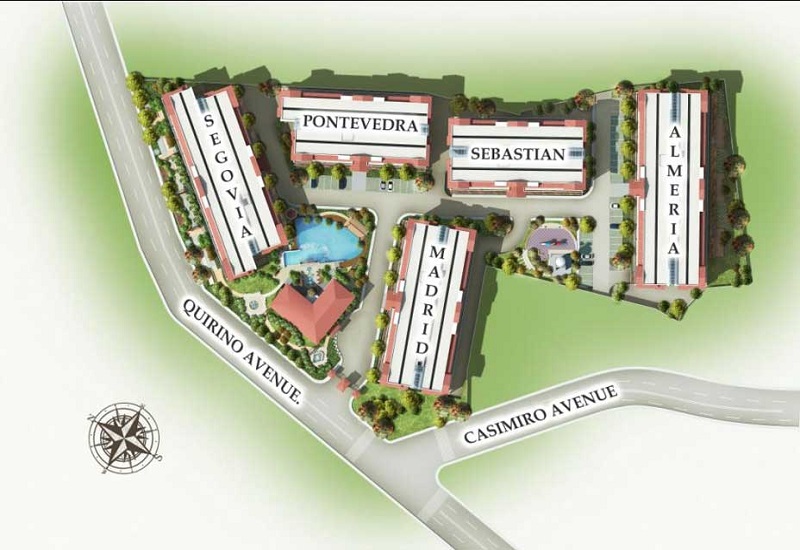 SEGOVIA
PONTEVEDRA
SEBASTIAN
ALMERIA
MADRID
QUIRINO AVENUE.
CASIMIRO AVENUE
N
E
S
W